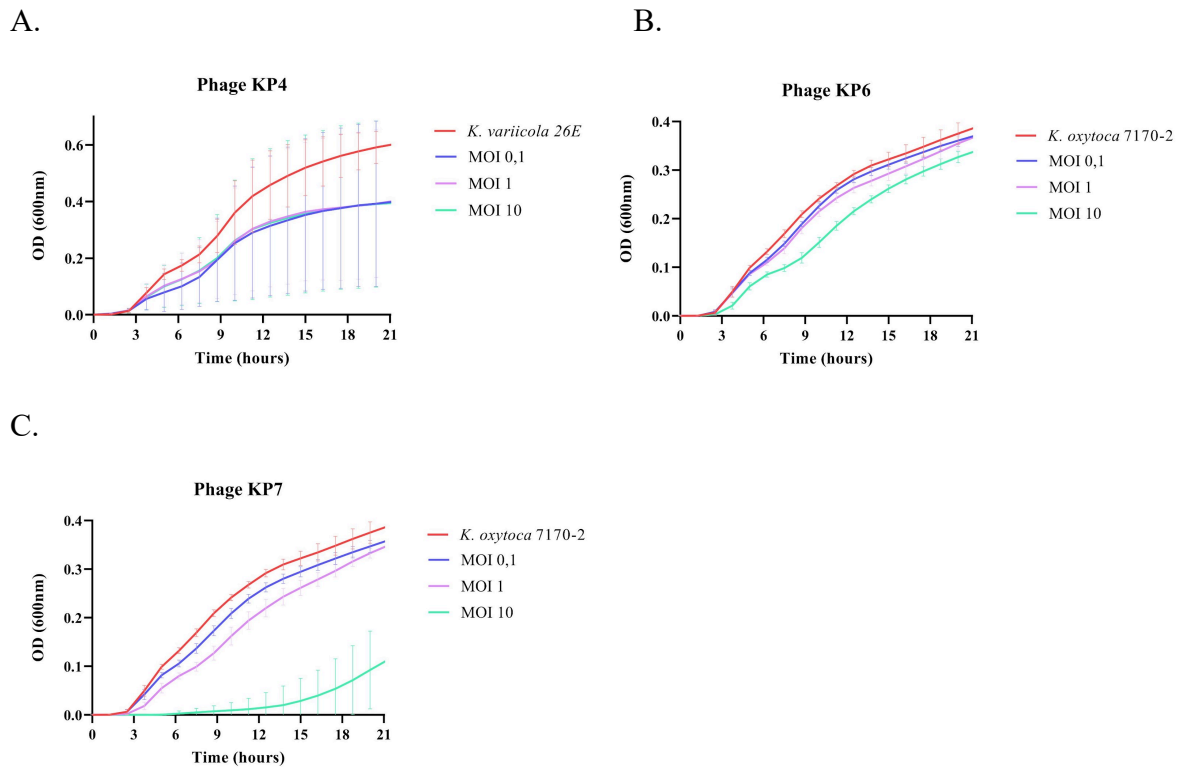 A.
Phage KP4
OD (600nm)
0.6
0.4
0.2
0.0
0 3 6 9 12 15 18 21
Time (hours)
K. variicola 26E
MOI 0,1
MOI 1
MOI 10
B.
Phage KP6
OD (600nm)
0.4
0.3
0.2
0.1
0.0
0 3 6 9 12 15 18 21
Time (hours)
K. oxytoca 7170-2
MOI 0,1
MOI 1
MOI 10
C.
Phage KP7
OD (600nm)
0.4
0.3
0.2
0.1
0.0
0 3 6 9 12 15 18 21
Time (hours)
K. oxytoca 7170-2
MOI 0,1
MOI 1
MOI 10